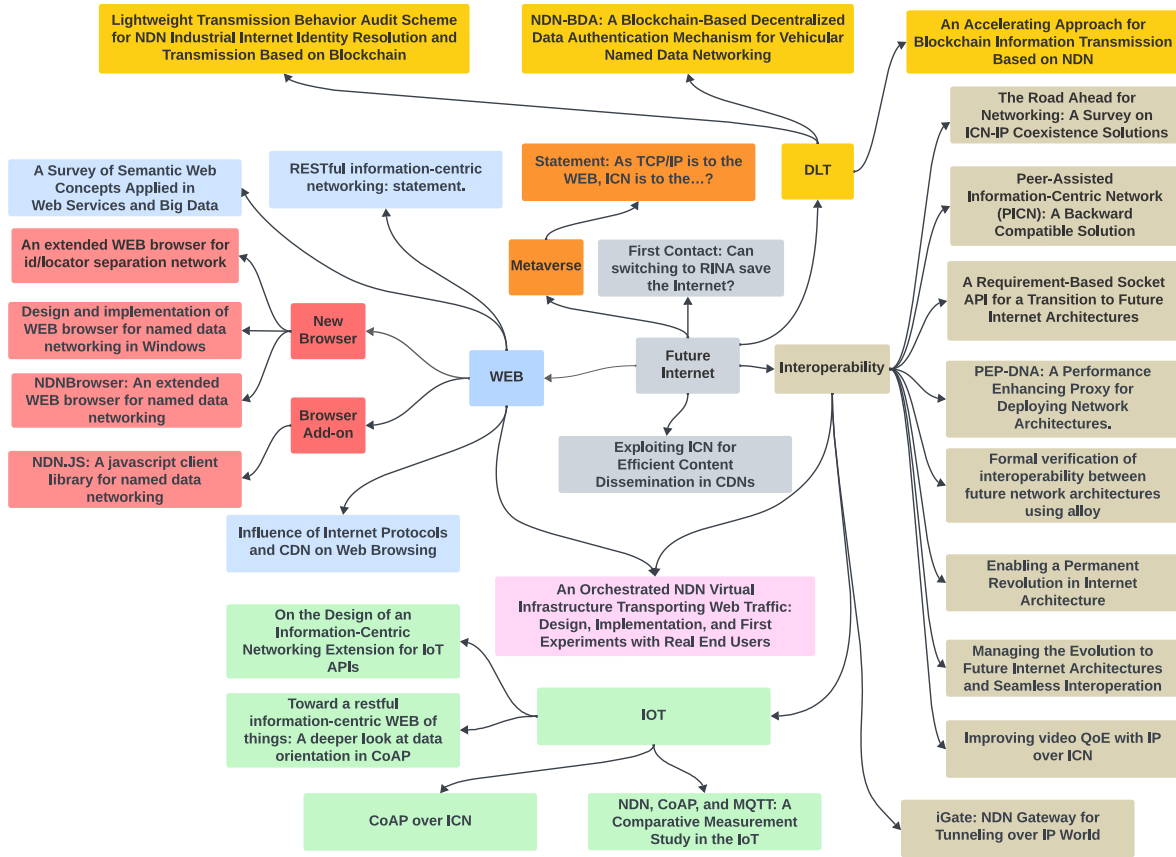 Lightweight Transmission Behavior Audit Scheme
for NDN Industrial Internet Identity Resolution and
Transmission Based on Blockchain
NDN-BDA: A Blockchain-Based Decentralized
Data Authentication Mechanism for Vehicular
Named Data Networking
An Accelerating Approach for
Blockchain Information Transmission
Based on NDN
The Road Ahead for
Networking: A Survey on
ICN-IP Coexistence Solutions
A Survey of Semantic Web
Concepts Applied in
Web Services and Big Data
RESTful information-centric
networking: statement.
Statement: As TCP/IP is to the
WEB, ICN is to the...?
DLT
Peer-Assisted
Information-Centric Network
(PICN): A Backward
Compatible Solution
An extended WEB browser for
id/locator separation network
Metaverse
First Contact: Can
switching to RINA save
the Internet?
A Requirement-Based Socket
API for a Transition to Future
Internet Architectures
Design and implementation of
WEB browser for named data
networking in Windows
New
Browser
WEB
Future
Internet
Interoperability
NDNBrowser: An extended
WEB browser for named data
networking
Browser
Add-on
PEP-DNA: A Performance
Enhancing Proxy for
Deploying Network
Architectures.
NDN.JS: A javascript client
library for named data
networking
Exploiting ICN for
Efficient Content
Dissemination in CDNs
Formal verification of
interoperability between
future network architectures
using alloy
Influence of Internet Protocols
and CDN on Web Browsing
Enabling a Permanent
Revolution in Internet
Architecture
An Orchestrated NDN Virtual
Infrastructure Transporting Web Traffic:
Design, Implementation, and First
Experiments with Real End Users
On the Design of an
Information-Centric
Networking Extension for IoT
APIs
Managing the Evolution to
Future Internet Architectures
and Seamless Interoperation
Toward a restful
information-centric WEB of
things: A deeper look at data
orientation in CoAP
IOT
Improving video QoE with IP
over ICN
CoAP over ICN
NDN, CoAP, and MQTT: A
Comparative Measurement
Study in the IoT
iGate: NDN Gateway for
Tunneling over IP World